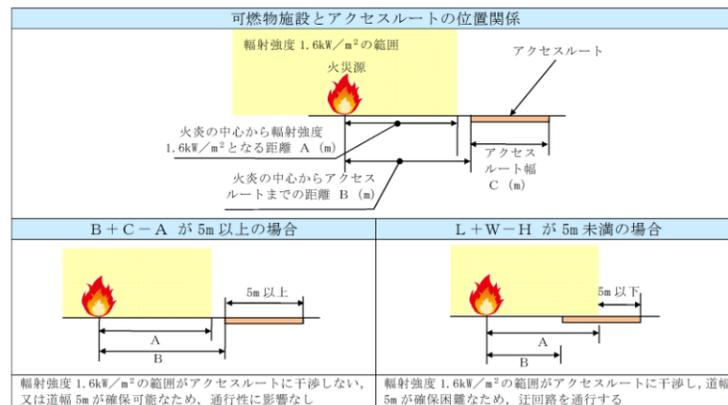 可燃物施設とアクセスルートの位置関係
輻射強度 1.6kW／m²の範囲
火災源
アクセスルート
火炎の中心から輻射強度
1.6kW／m²となる距離 A（m）
火炎の中心からアクセス
ルートまでの距離 B（m）
アクセス
ルート幅
C（m）
B＋C－A が 5m 以上の場合
L＋W－H が 5m 未満の場合
5m 以上
A
B
5m 以下
A
B
輻射強度 1.6kW／m²の範囲がアクセスルートに干渉しない，
又は道幅 5m が確保可能なため，通行性に影響なし
輻射強度 1.6kW／m²の範囲がアクセスルートに干渉し，道幅
5m が確保困難なため，迂回路を通行する